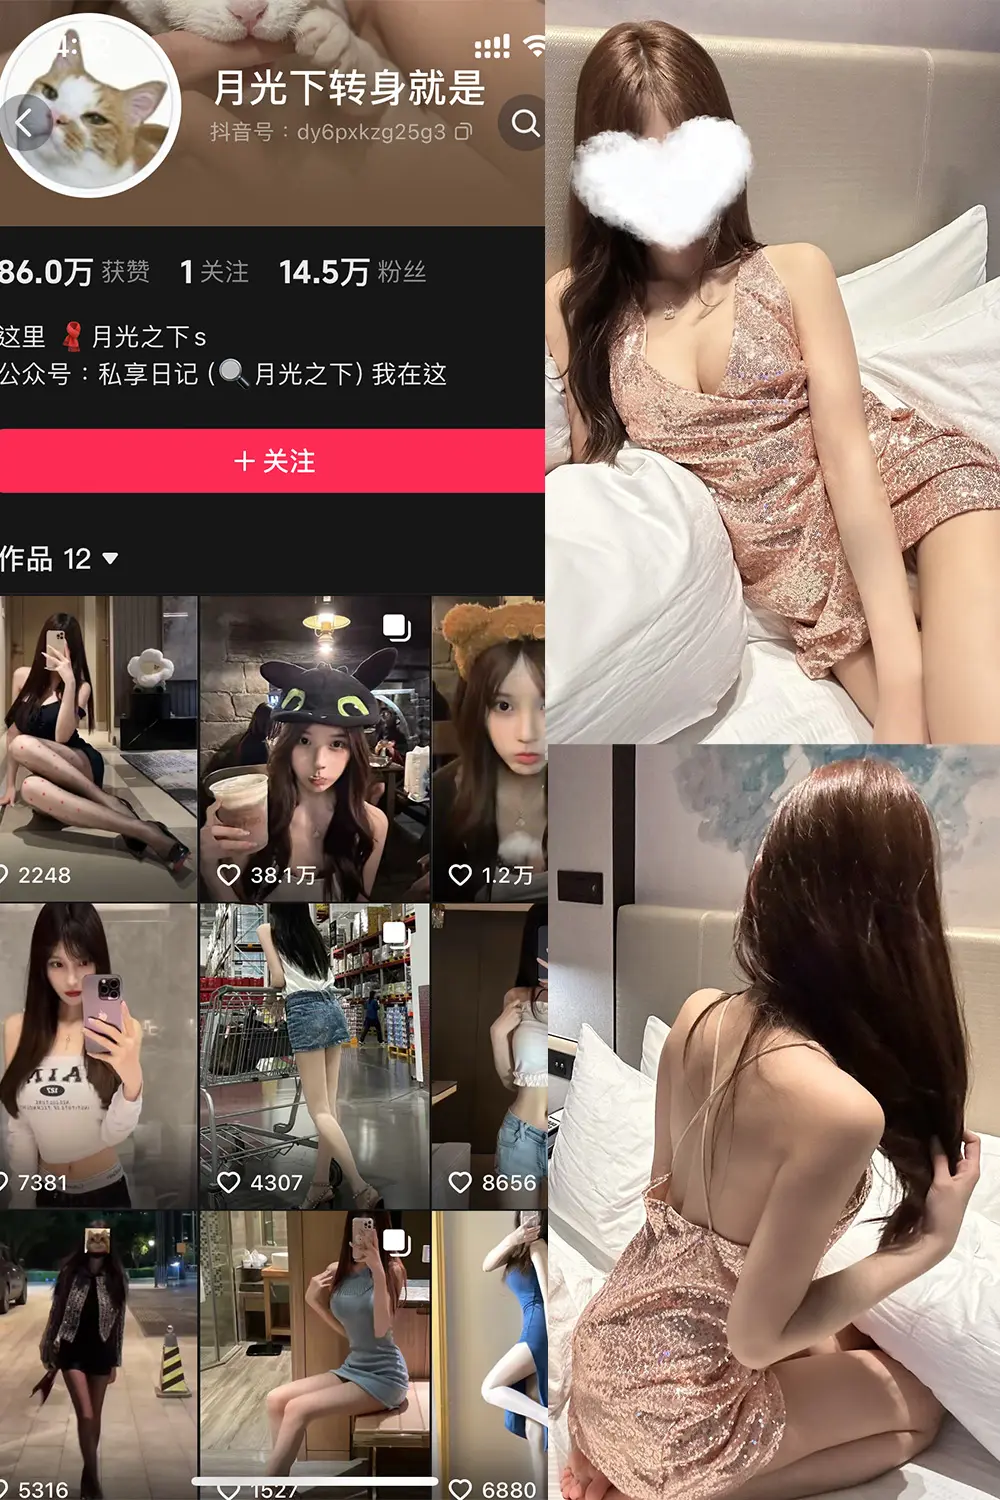 月光下转身就是
抖音号：dy6pxkzg25g3
86.0万 获赞 1 关注 14.5万 粉丝
这里 月光之下s
公众号：私享日记（月光之下）我在这
+ 关注
作品 12
2248
38.1万
1.2万
7381
4307
8656
5316
1527
6880